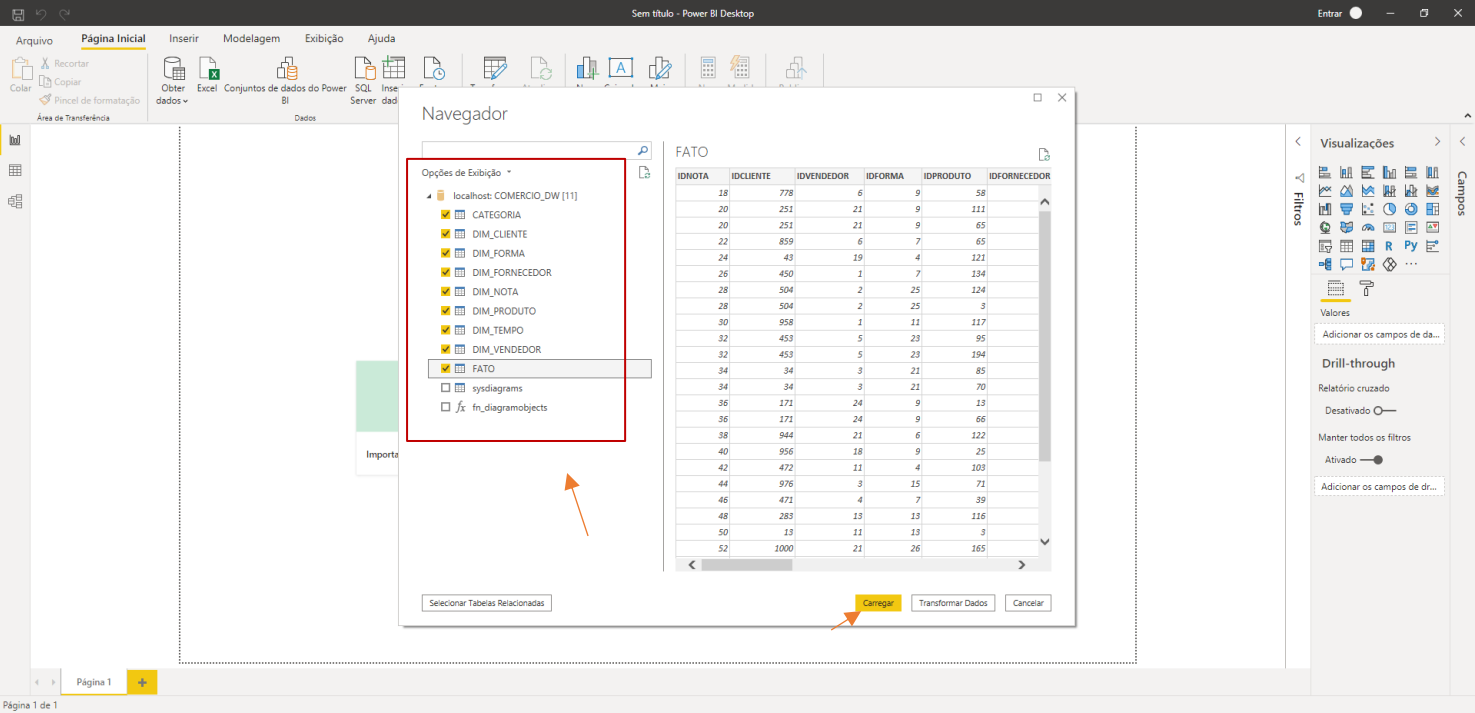 Sem título - Power BI Desktop
Entrar
Arquivo Página Inicial Inserir Modelagem Exibição Ajuda
Colar
Recortar
Copiar
Pincel de formatação
Área de Transferência
Obter dados
Excel
Conjuntos de dados do Power BI
SQL Server
Dados
Navegador
Opções de Exibição
localhost: COMERCIO_DW [11]
CATEGORIA
DIM_CLIENTE
DIM_FORMA
DIM_FORNECEDOR
DIM_NOTA
DIM_PRODUTO
DIM_TEMPO
DIM_VENDEDOR
FATO
sysdiagrams
fx fn_diagramobjects
FATO
IDNOTA IDCLIENTE IDVENDEDOR IDFORMA IDPRODUTO IDFORNECEDOR
18 778 6 9 58
20 251 21 9 111
20 251 21 9 65
22 859 6 7 65
24 43 19 4 121
26 450 1 7 134
28 504 2 25 124
28 504 2 25 3
30 958 1 11 117
32 453 5 23 95
32 453 5 23 194
34 34 3 21 85
34 34 3 21 70
36 171 24 9 13
36 171 24 9 66
38 944 21 6 122
40 956 18 9 25
42 472 11 4 103
44 976 3 15 71
46 471 4 7 39
48 283 13 13 116
50 13 11 13 3
52 1000 21 26 165
Selecionar Tabelas Relacionadas
Carregar
Transformar Dados
Cancelar
Importa
Filtros
Visualizações
R Py
Valores
Adicionar os campos de da...
Drill-through
Relatório cruzado
Desativado
Manter todos os filtros
Ativado
Adicionar os campos de dr...
Campos
Página 1
Página 1 de 1